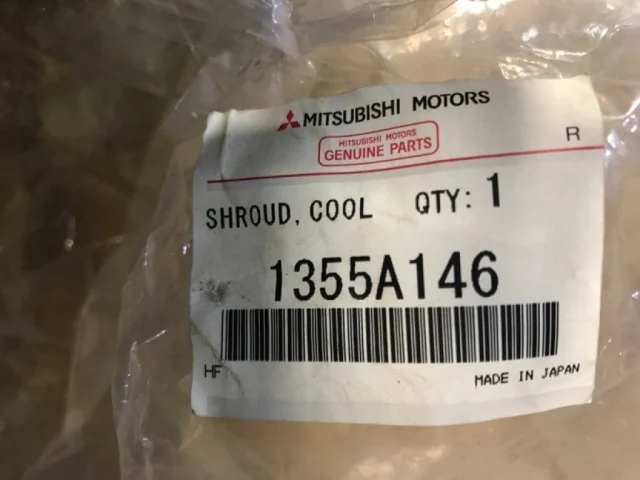 MITSUBISHI MOTORS
MITSUBISHI MOTORS
GENUINE PARTS
R
SHROUD, COOL QTY: 1
1355A146
HF
MADE IN JAPAN